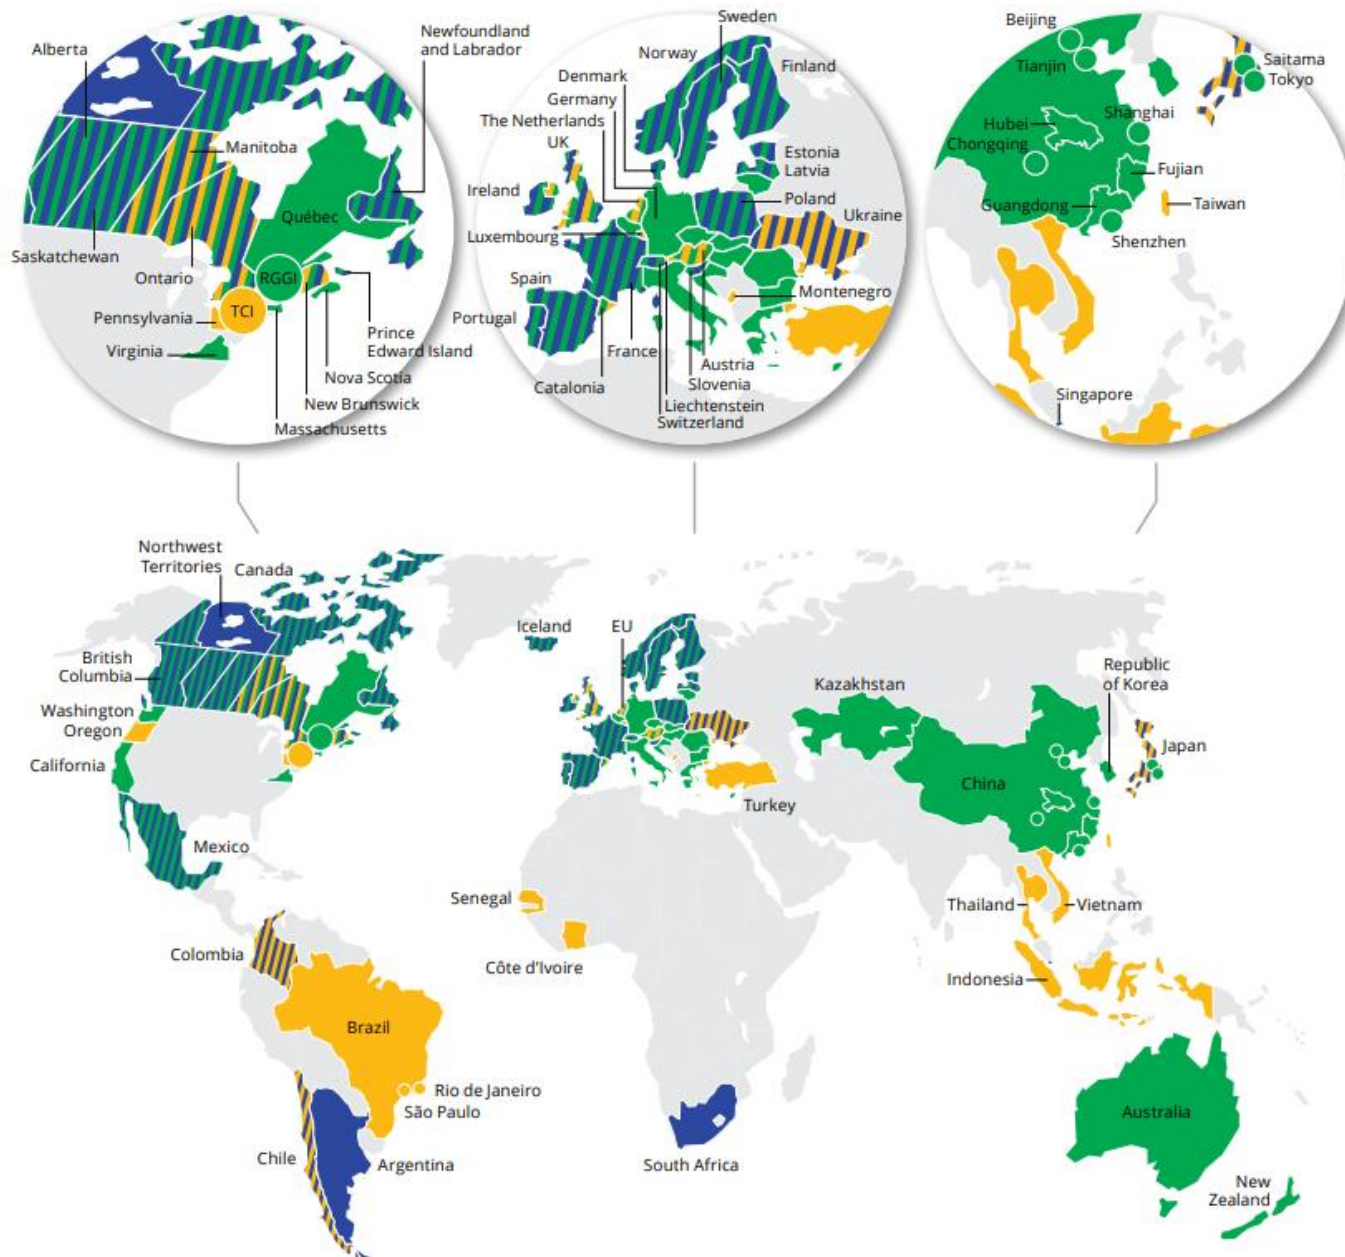 Alberta
Newfoundland
and Labrador
Manitoba
Québec
Saskatchewan
Ontario
RGGI
TCI
Pennsylvania
Virginia
Prince
Edward Island
Nova Scotia
New Brunswick
Massachusetts
Sweden
Norway
Finland
Denmark
Germany
The Netherlands
UK
Estonia
Latvia
Ireland
Poland
Ukraine
Luxembourg
Spain
Montenegro
Portugal
France
Austria
Catalonia
Slovenia
Liechtenstein
Switzerland
Beijing
Tianjin
Saitama
Tokyo
Shanghai
Hubei
Chongqing
Fujian
Guangdong
Taiwan
Shenzhen
Singapore
Northwest
Territories
Canada
British
Columbia
Washington
Oregon
California
Mexico
Iceland
EU
Kazakhstan
Republic
of Korea
Japan
China
Turkey
Senegal
Côte d'Ivoire
Thailand
Vietnam
Indonesia
Colombia
Brazil
Rio de Janeiro
São Paulo
Chile
Argentina
South Africa
Australia
New
Zealand